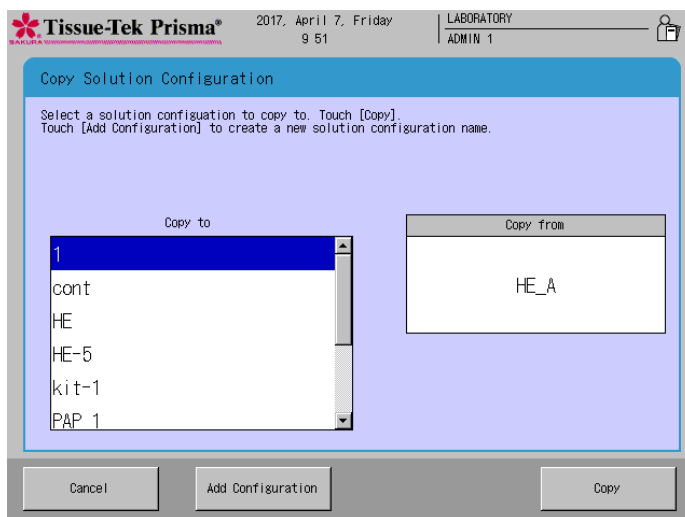 SAKURA
Tissue-Tek Prisma®
2017, April 7, Friday
9 51
LABORATORY
ADMIN 1
Copy Solution Configuration
Select a solution configuation to copy to. Touch [Copy].
Touch [Add Configuration] to create a new solution configuration name.
Copy to
1
cont
HE
HE-5
kit-1
PAP 1
Copy from
HE_A
Cancel
Add Configuration
Copy